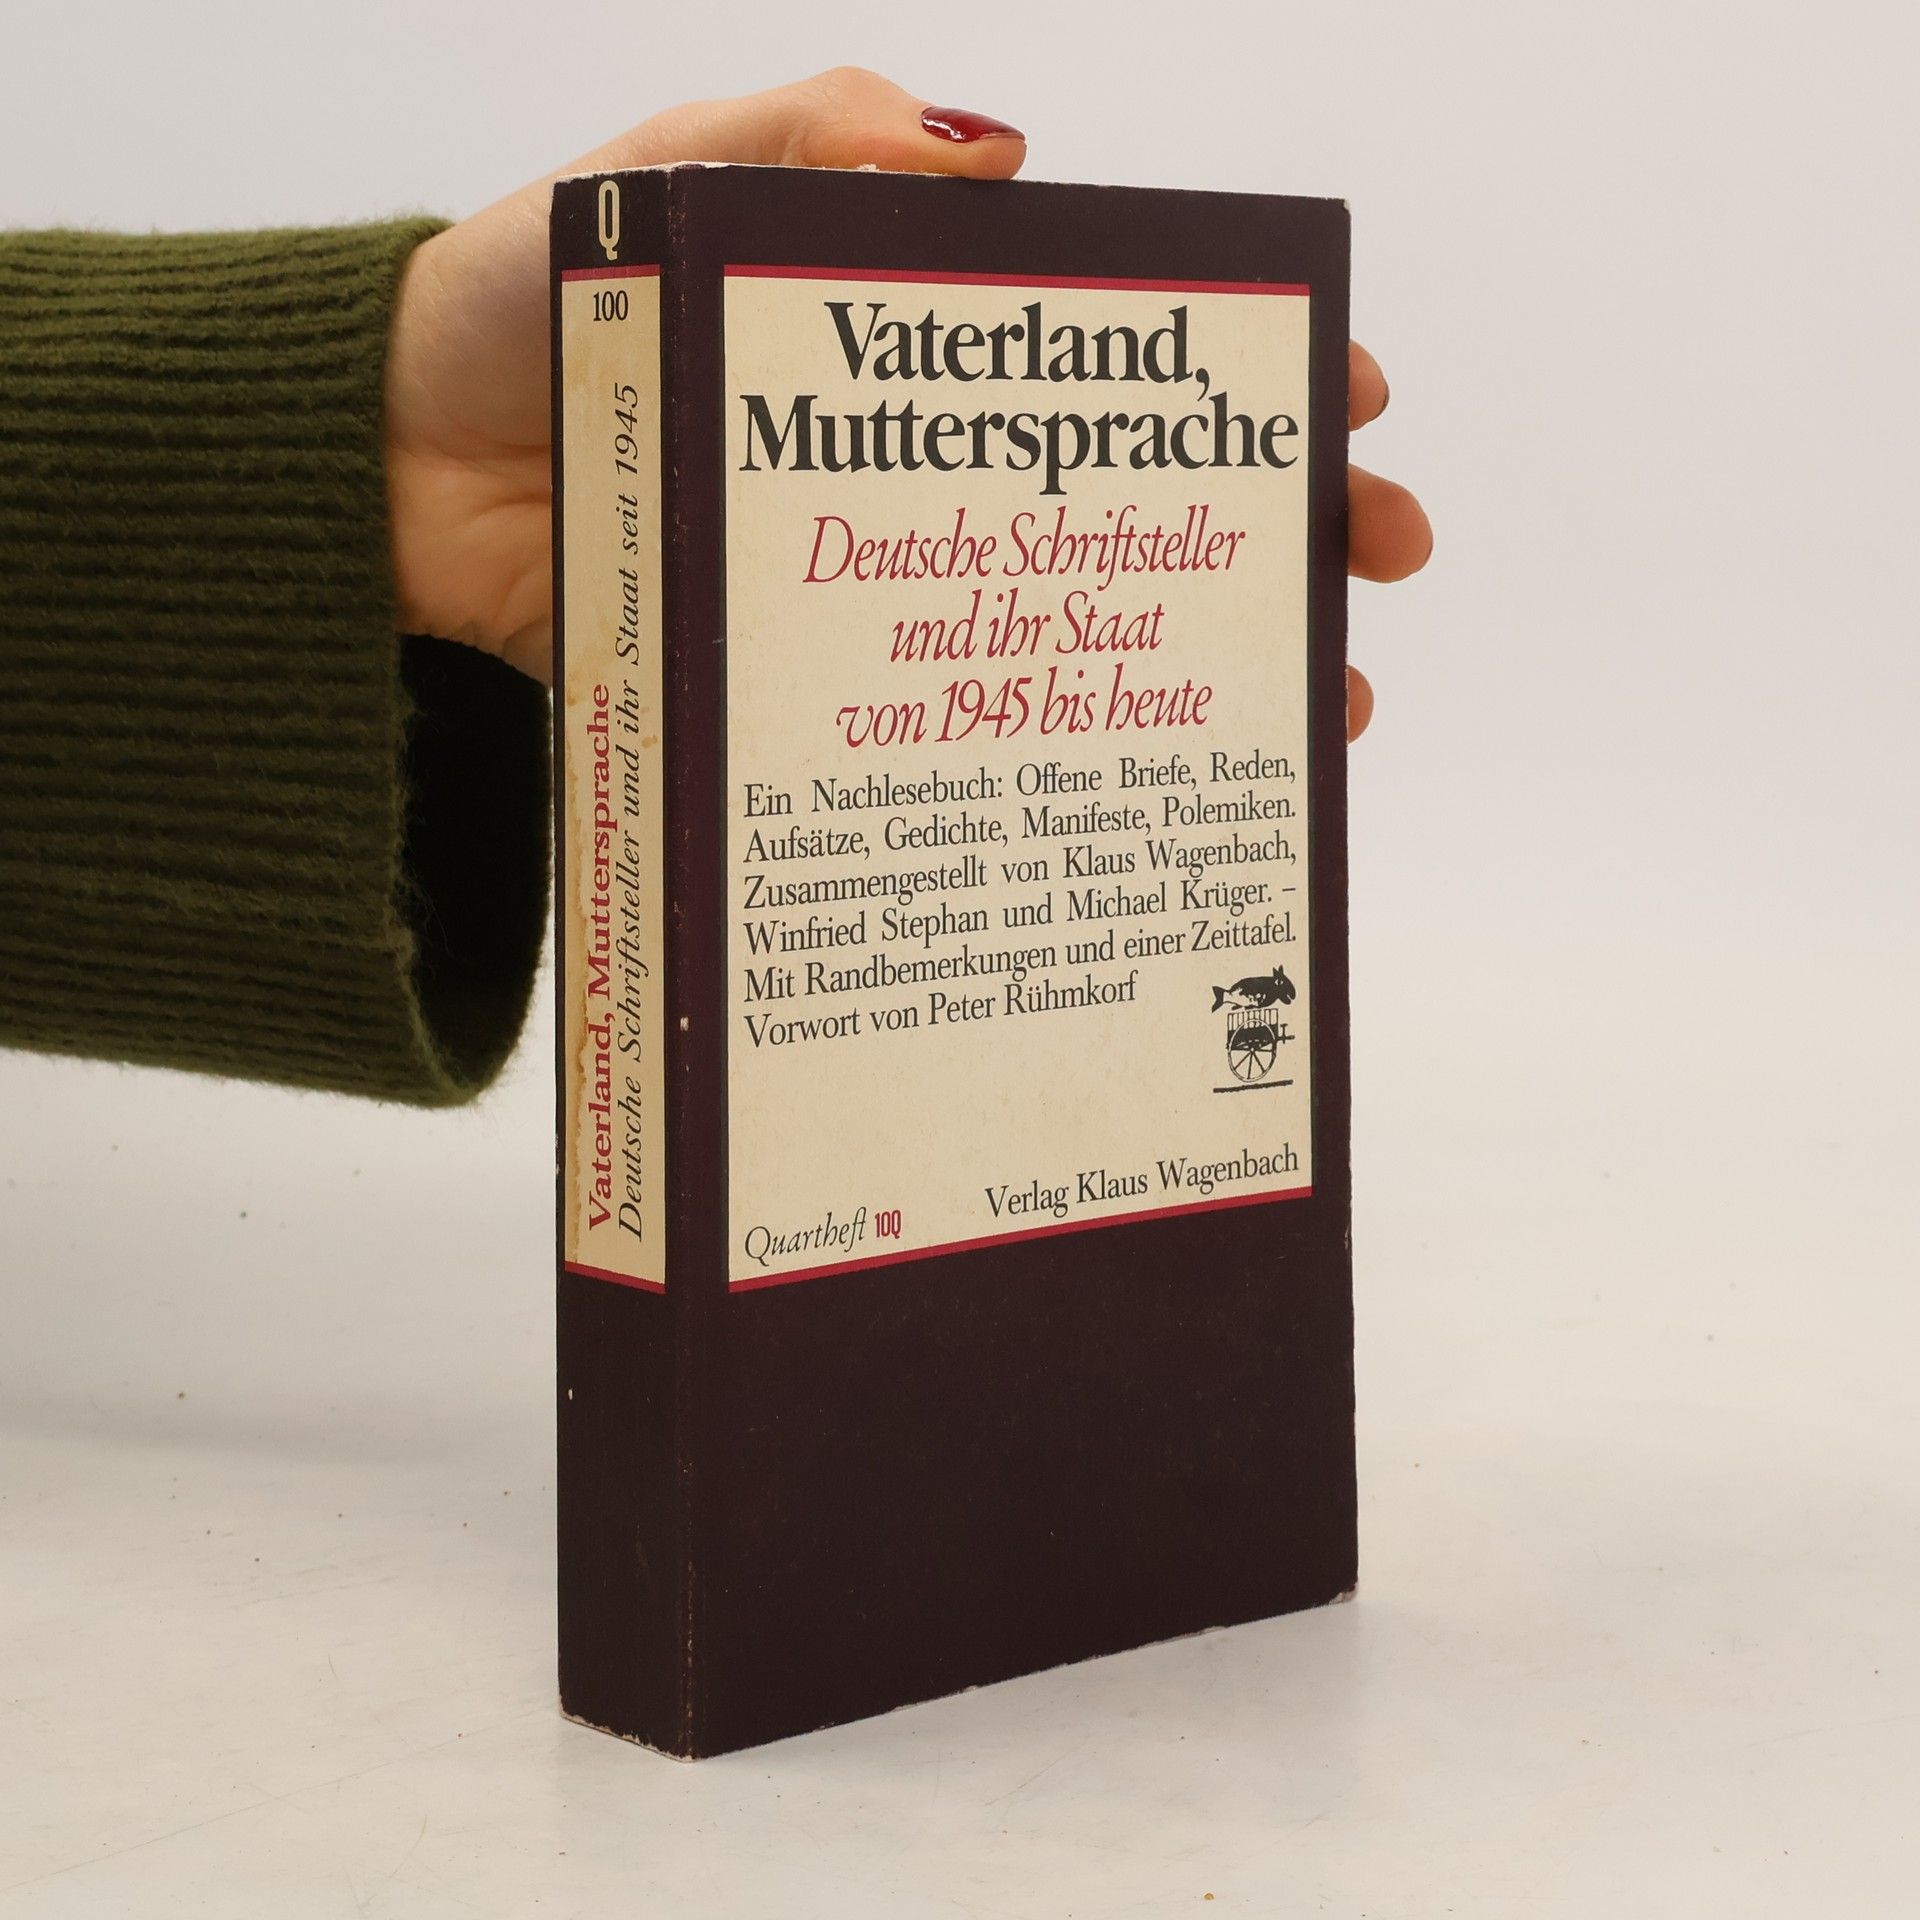 Q
100
Vaterland, Muttersprache
Deutsche Schriftsteller und ihr Staat seit 1945
Vaterland,
Muttersprache
Deutsche Schriftsteller
und ihr Staat
von 1945 bis heute
Ein Nachlesebuch: Offene Briefe, Reden,
Aufsätze, Gedichte, Manifeste, Polemiken.
Zusammengestellt von Klaus Wagenbach,
Winfried Stephan und Michael Krüger. –
Mit Randbemerkungen und einer Zeittafel.
Vorwort von Peter Rühmkorf
Verlag Klaus Wagenbach
Quartheft 10Q